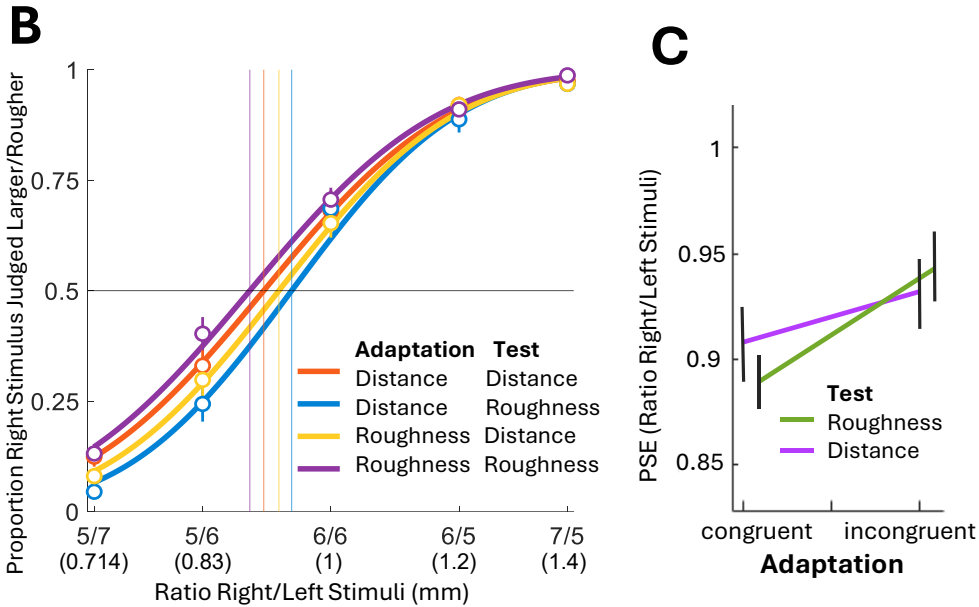 B
Proportion Right Stimulus Judged Larger/Rougher
1
0.75
0.5
0.25
0
Adaptation Test
Distance Distance
Distance Roughness
Roughness Distance
Roughness Roughness
5/7 5/6 6/6 6/5 7/5
(0.714) (0.83) (1) (1.2) (1.4)
Ratio Right/Left Stimuli (mm)
C
PSE (Ratio Right/Left Stimuli)
1
0.95
0.9
0.85
Test
Roughness
Distance
congruent incongruent
Adaptation